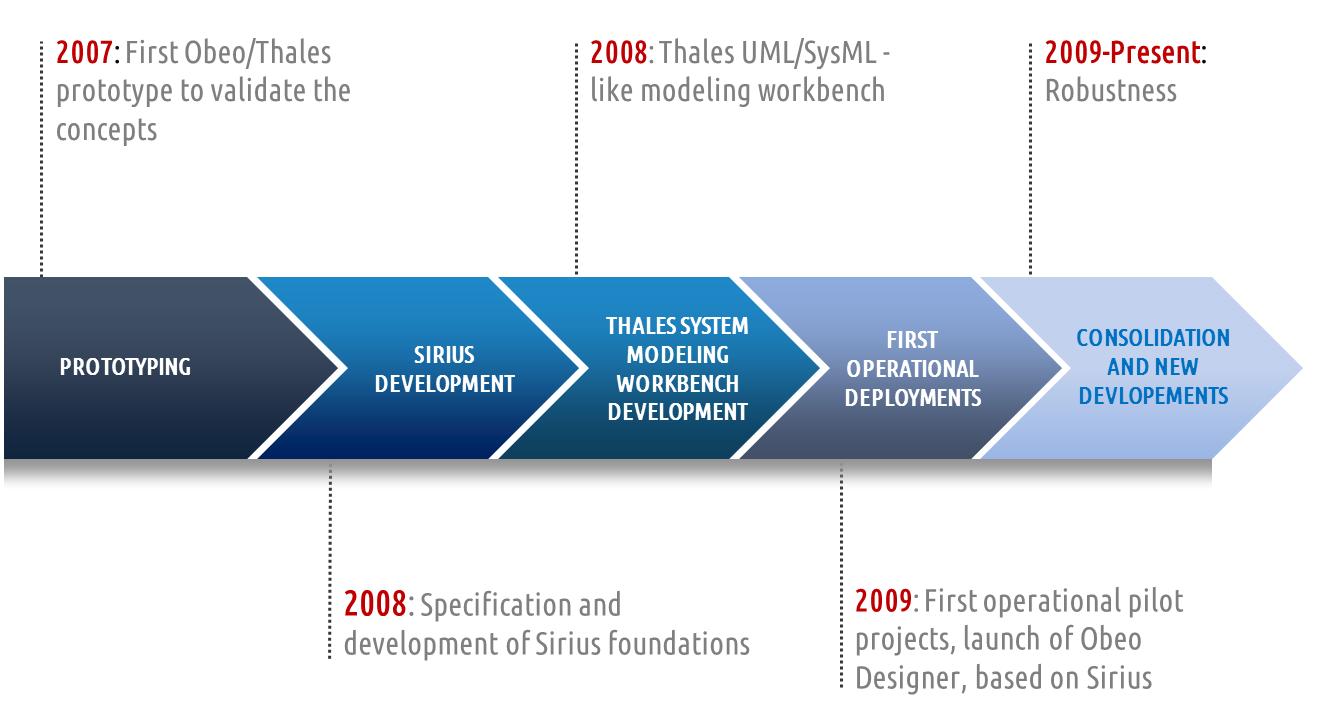 2007: First Obeo/Thales
prototype to validate the
concepts
2008: Thales UML/SysML -
like modeling workbench
2009-Present:
Robustness
PROTOTYPING
SIRIUS
DEVELOPMENT
THALES SYSTEM
MODELING
WORKBENCH
DEVELOPMENT
FIRST
OPERATIONAL
DEPLOYMENTS
CONSOLIDATION
AND NEW
DEVLOPEMENTS
2008: Specification and
development of Sirius foundations
2009: First operational pilot
projects, launch of Obeo
Designer, based on Sirius